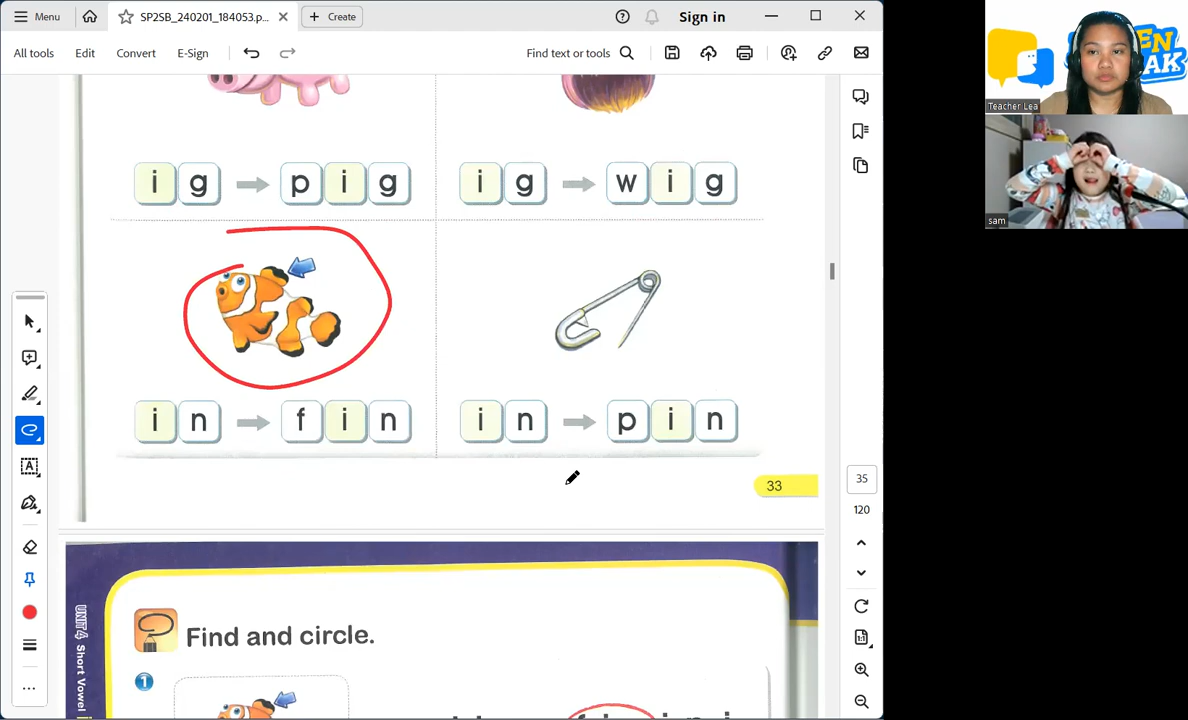 Menu
SP2SB_240201_184053.p...
Create
Sign in
All tools
Edit
Convert
E-Sign
Find text or tools
i g p i g
i g w i g
i n f i n
i n p i n
33
35
120
UNIT 4 Short Vowel i
Find and circle.
1
Teacher Lea
sam